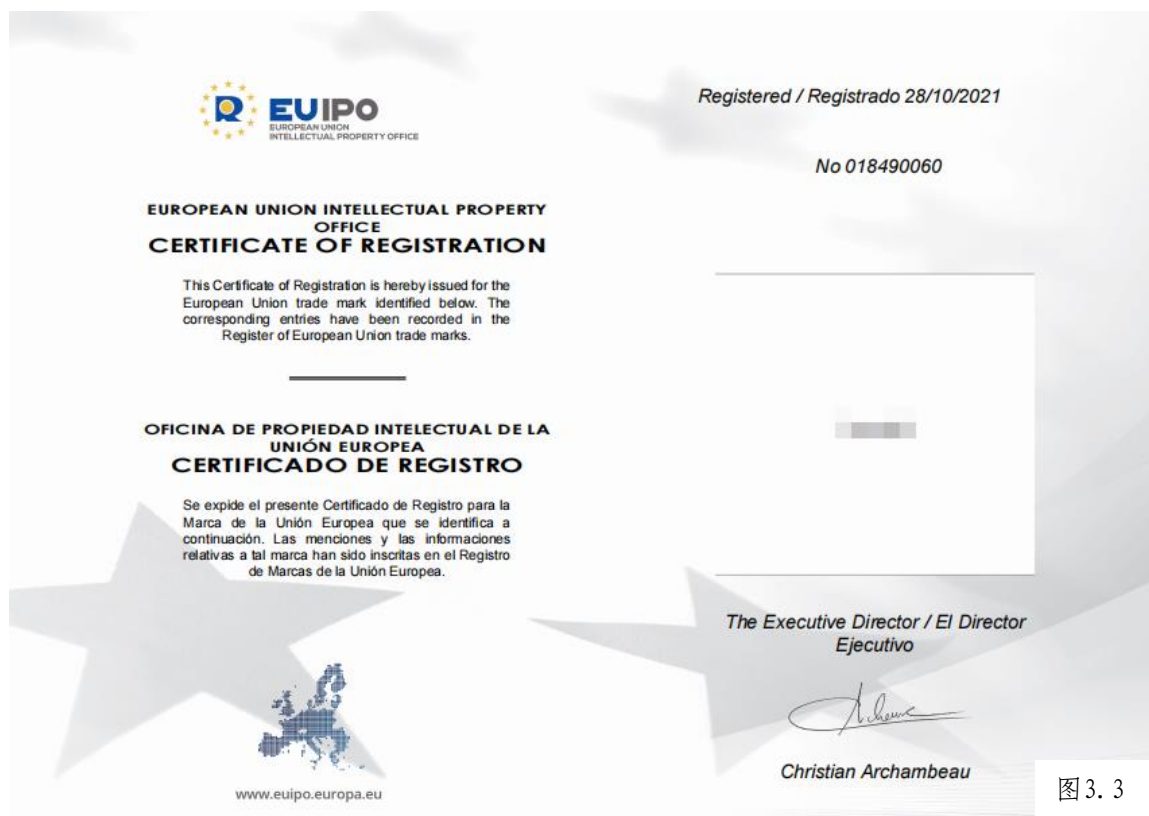 EUIPO
EUROPEAN UNION
INTELLECTUAL PROPERTY OFFICE
EUROPEAN UNION INTELLECTUAL PROPERTY
OFFICE
CERTIFICATE OF REGISTRATION
This Certificate of Registration is hereby issued for the
European Union trade mark identified below. The
corresponding entries have been recorded in the
Register of European Union trade marks.
OFICINA DE PROPIEDAD INTELECTUAL DE LA
UNIÓN EUROPEA
CERTIFICADO DE REGISTRO
Se expide el presente Certificado de Registro para la
Marca de la Unión Europea que se identifica a
continuación. Las menciones y las informaciones
relativas a tal marca han sido inscritas en el Registro
de Marcas de la Unión Europea.
www.euipo.europa.eu
Registered / Registrado 28/10/2021
No 018490060
The Executive Director / El Director
Ejecutivo
Christian Archambeau
图3.3